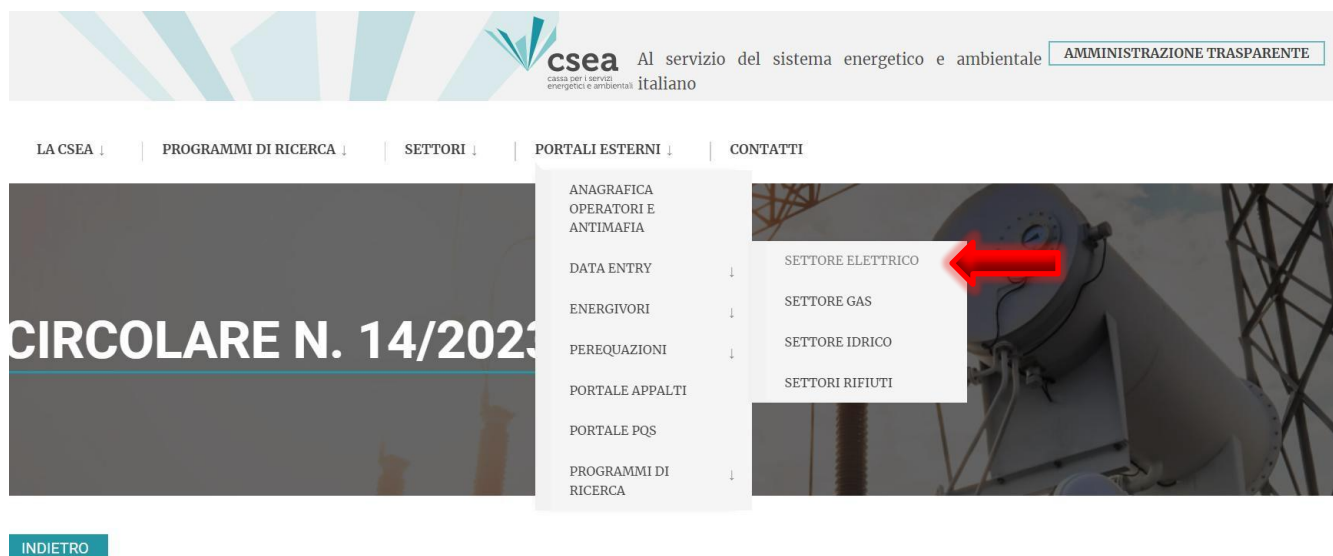 csea
cassa per i servizi
energetici e ambientali
Al servizio del sistema energetico e ambientale
italiano
AMMINISTRAZIONE TRASPARENTE
LA CSEA ↓
PROGRAMMI DI RICERCA ↓
SETTORI ↓
PORTALI ESTERNI ↓
CONTATTI
ANAGRAFICA
OPERATORI E
ANTIMAFIA
DATA ENTRY ↓
ENERGIVORI ↓
PEREQUAZIONI ↓
PORTALE APPALTI
PORTALE PQS
PROGRAMMI DI
RICERCA ↓
SETTORE ELETTRICO
SETTORE GAS
SETTORE IDRICO
SETTORI RIFIUTI
CIRCOLARE N. 14/2023
INDIETRO